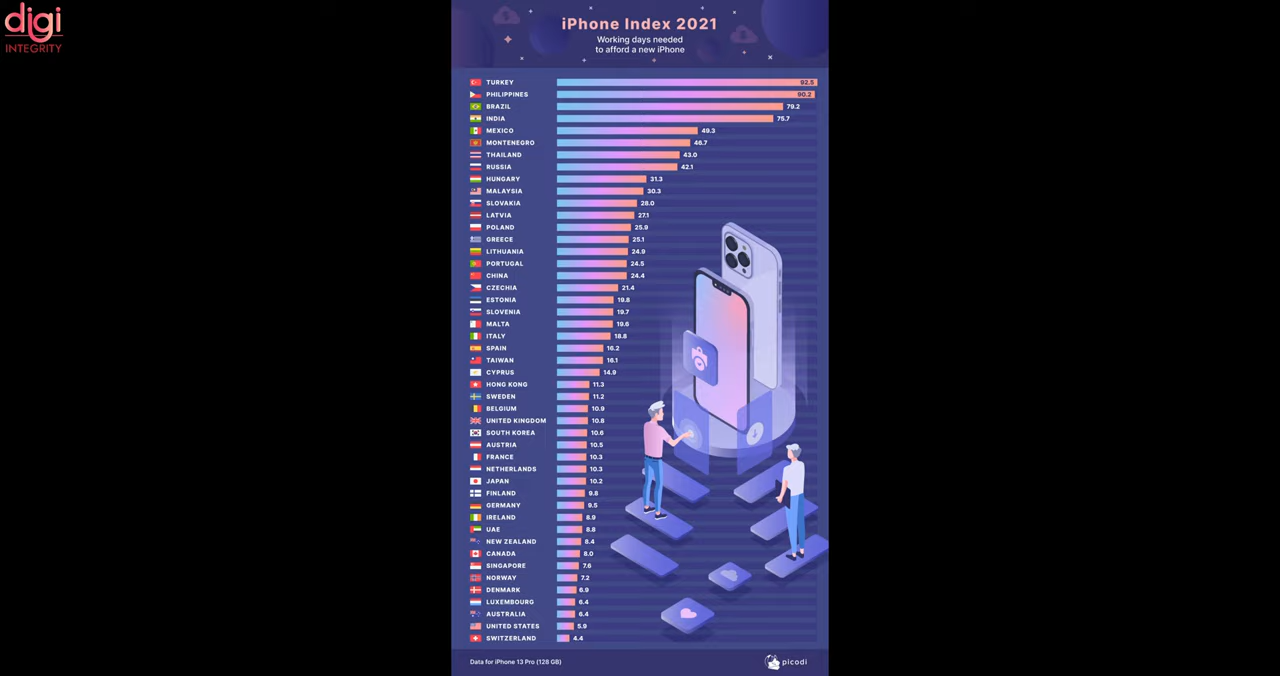 digi
INTEGRITY
iPhone Index 2021
Working days needed
to afford a new iPhone
TURKEY 92.5
PHILIPPINES 90.2
BRAZIL 79.2
INDIA 75.7
MEXICO 49.3
MONTENEGRO 46.7
THAILAND 43.0
RUSSIA 42.1
HUNGARY 31.3
MALAYSIA 30.3
SLOVAKIA 28.0
LATVIA 27.1
POLAND 25.9
GREECE 25.1
LITHUANIA 24.9
PORTUGAL 24.5
CHINA 24.4
CZECHIA 21.4
ESTONIA 19.8
SLOVENIA 19.7
MALTA 19.6
ITALY 18.8
SPAIN 16.2
TAIWAN 16.1
CYPRUS 14.9
HONG KONG 11.3
SWEDEN 11.2
BELGIUM 10.9
UNITED KINGDOM 10.8
SOUTH KOREA 10.6
AUSTRIA 10.5
FRANCE 10.3
NETHERLANDS 10.3
JAPAN 10.2
FINLAND 9.8
GERMANY 9.5
IRELAND 8.9
UAE 8.8
NEW ZEALAND 8.4
CANADA 8.0
SINGAPORE 7.6
NORWAY 7.2
DENMARK 6.9
LUXEMBOURG 6.4
AUSTRALIA 6.4
UNITED STATES 5.9
SWITZERLAND 4.4
Data for iPhone 13 Pro (128 GB)
picodi